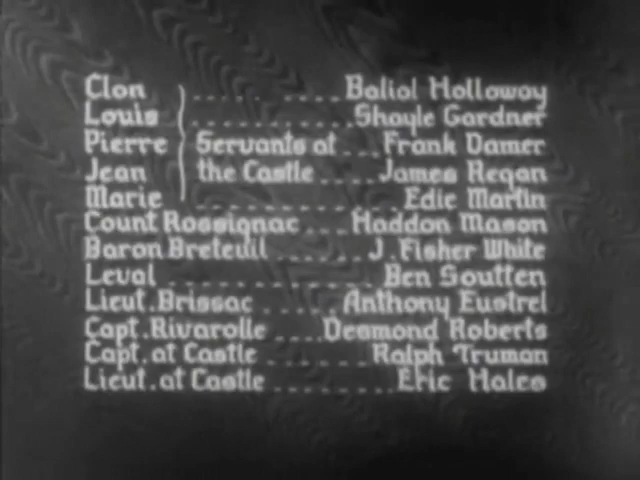 Clon ........... Baliol Holloway
Louis ........... Shayle Gardner
Pierre Servants at ... Frank Damer
Jean the Castle ..... James Regan
Marie ........... Edie Martin
Count Rossignac .... Haddon Mason
Baron Breteuil ...... J. Fisher White
Leval ............... Ben Soutten
Lieut. Brissac ...... Anthony Eustrel
Capt. Rivarolle .... Desmond Roberts
Capt. at Castle ....... Ralph Truman
Lieut. at Castle ........ Eric Hales